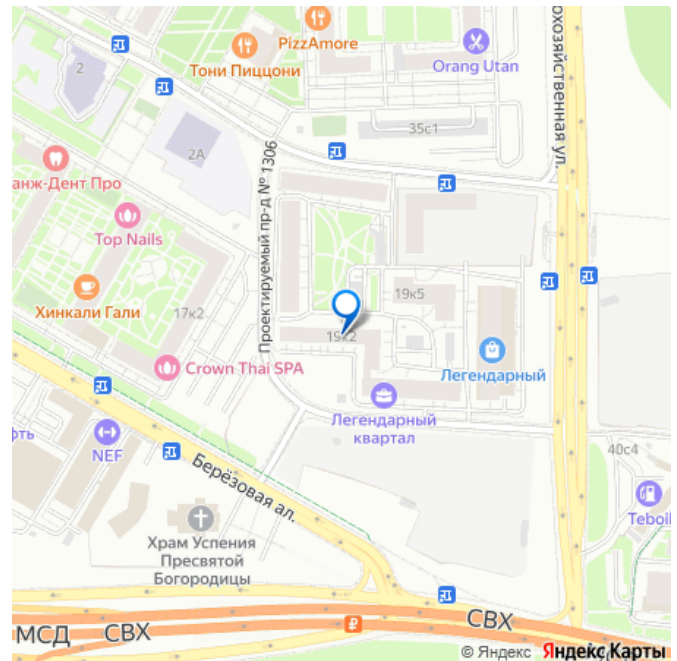 PizzAmore
Тони Пиццони
Orang Utan
охозяйственная ул.
2
2А
35с1
Проектируемый пр-д № 1306
анж-Дент Про
Top Nails
Хинкали Гали
17к2
19к5
19к2
Crown Thai SPA
Легендарный
Легендарный
квартал
NEF
фть
Берёзовая ал.
40с4
Teboil
Храм Успения
Пресвятой
Богородицы
МСД
СВХ
СВХ
© Яндекс
Яндекс Карты